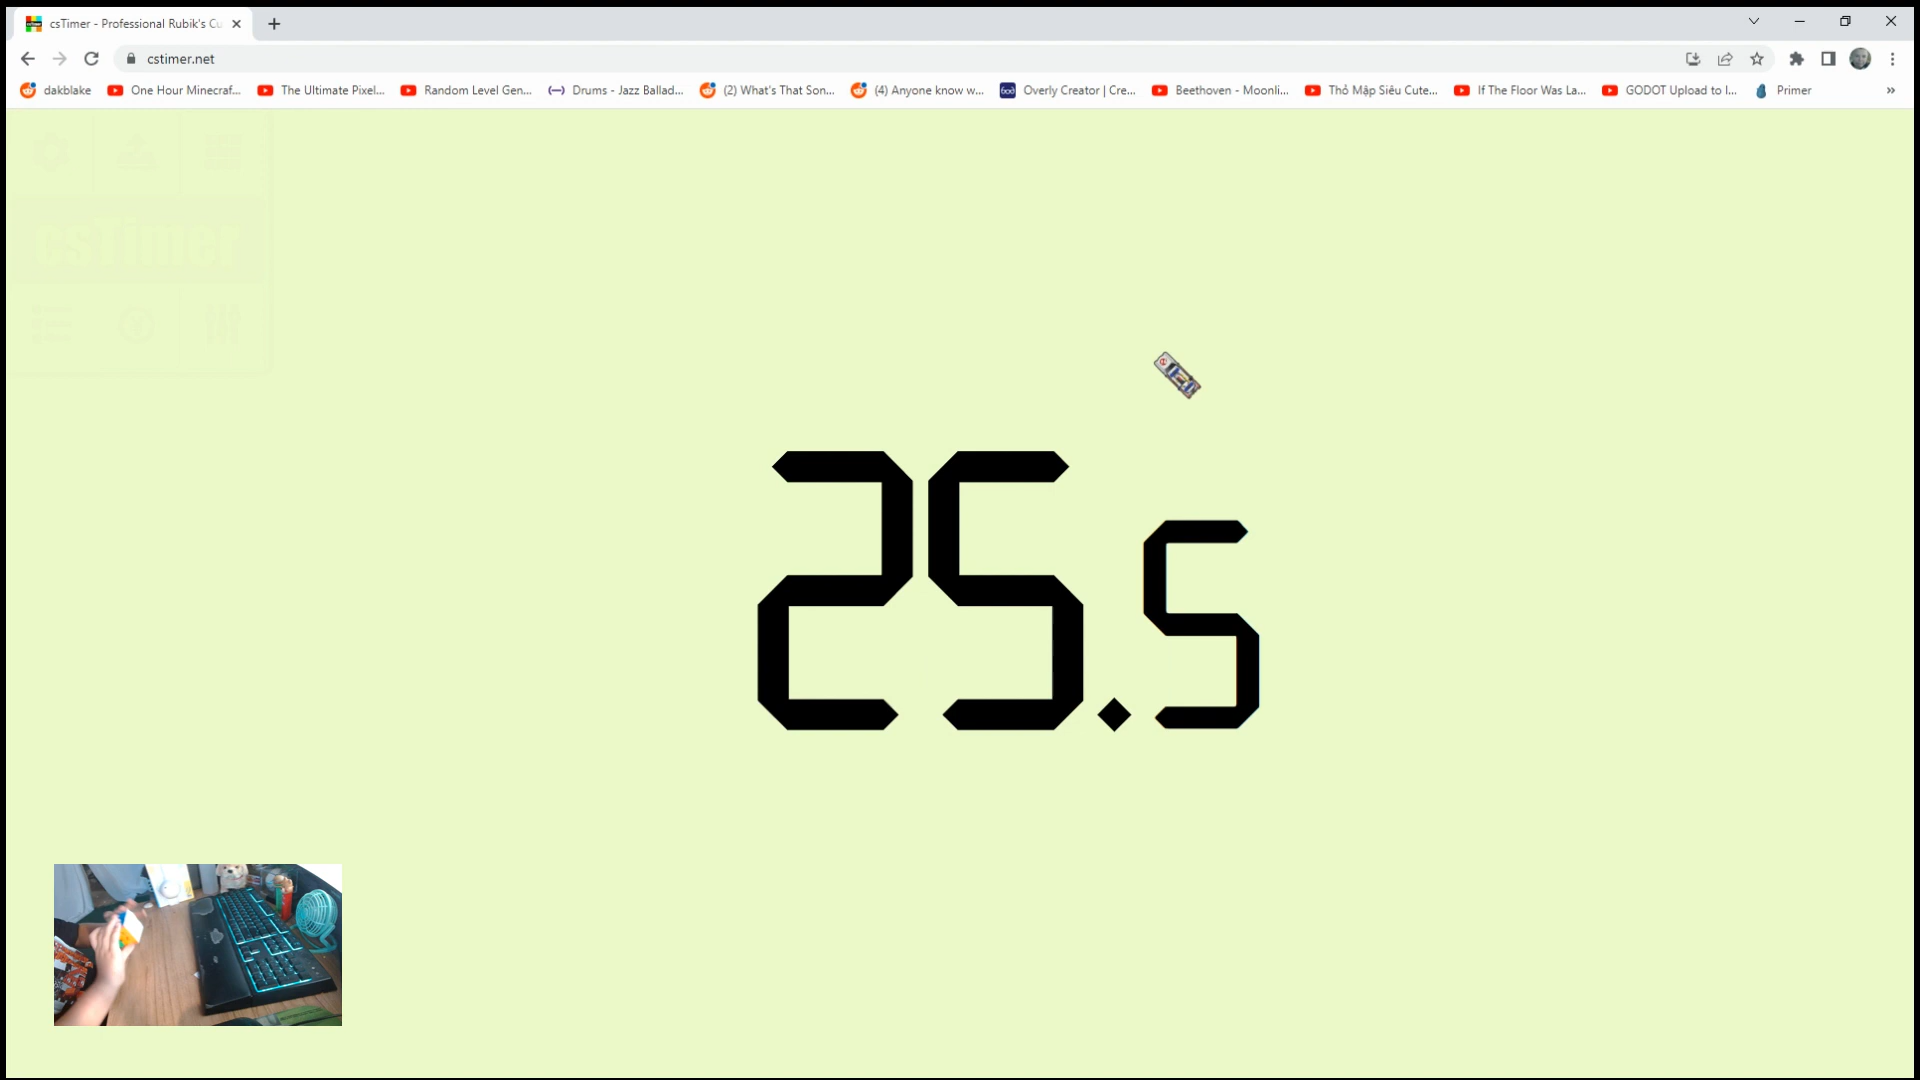 csTimer - Professional Rubik's Cu
cstimer.net
dakblake
One Hour Minecraf...
The Ultimate Pixel...
Random Level Gen...
Drums - Jazz Ballad...
(2) What's That Son...
(4) Anyone know w...
Overly Creator | Cre...
Beethoven - Moonli...
Thỏ Mập Siêu Cute...
If The Floor Was La...
GODOT Upload to I...
Primer
csTimer
25.5